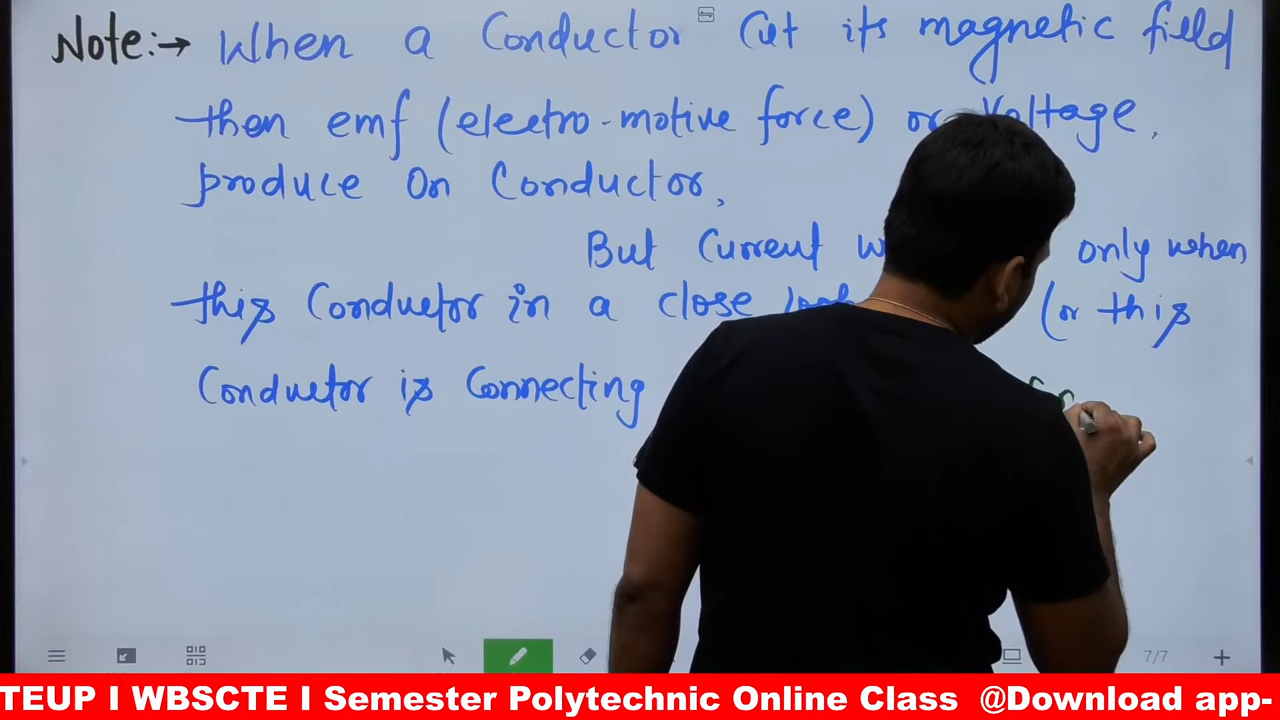 Note:→ When a Conductor Cut its magnetic field
then emf (electro-motive force) or Voltage,
produce On Conductor,
But Current only when
this Conductor in a close (or this
Conductor is Connecting
7/7
TEUP I WBSCTE I Semester Polytechnic Online Class @Download app-